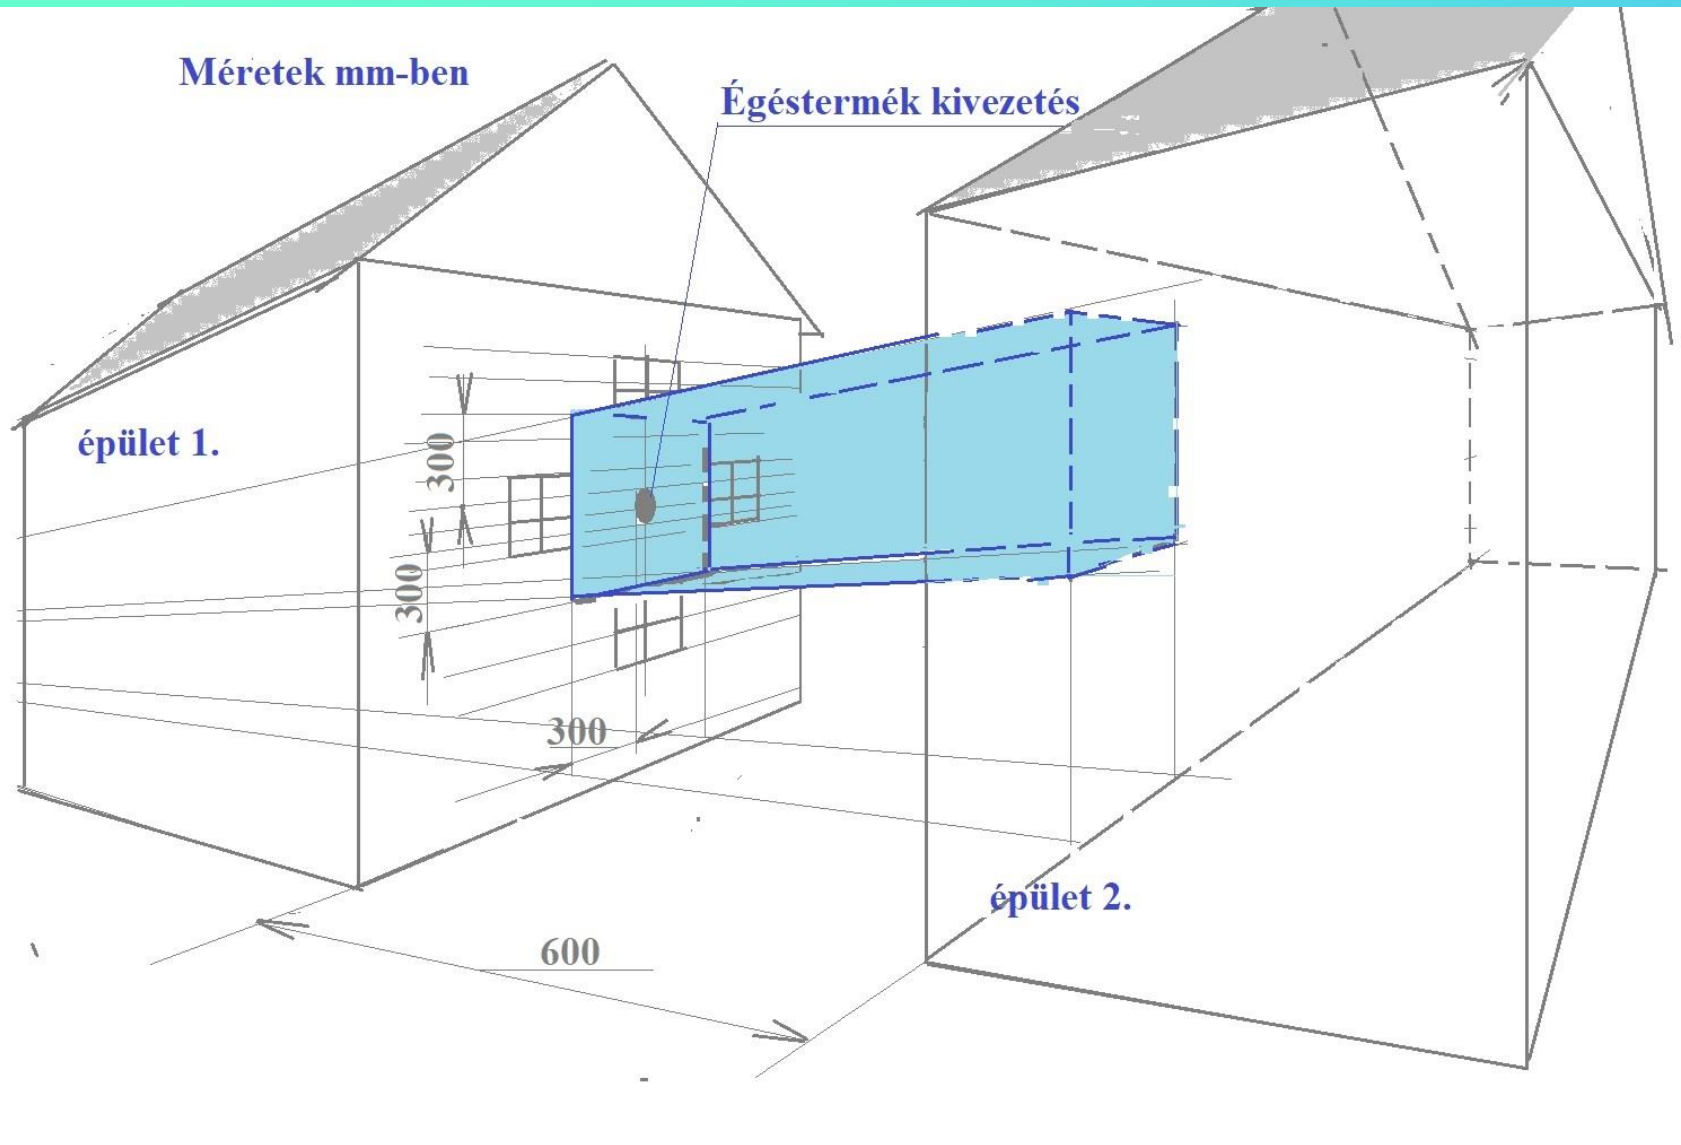 Méretek mm-ben
Égéstermék kivezetés
épület 1.
300
300
300
épület 2.
600